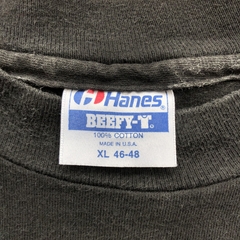 Hanes
BEEFY-T
100% COTTON
MADE IN U.S.A.
XL 46-48